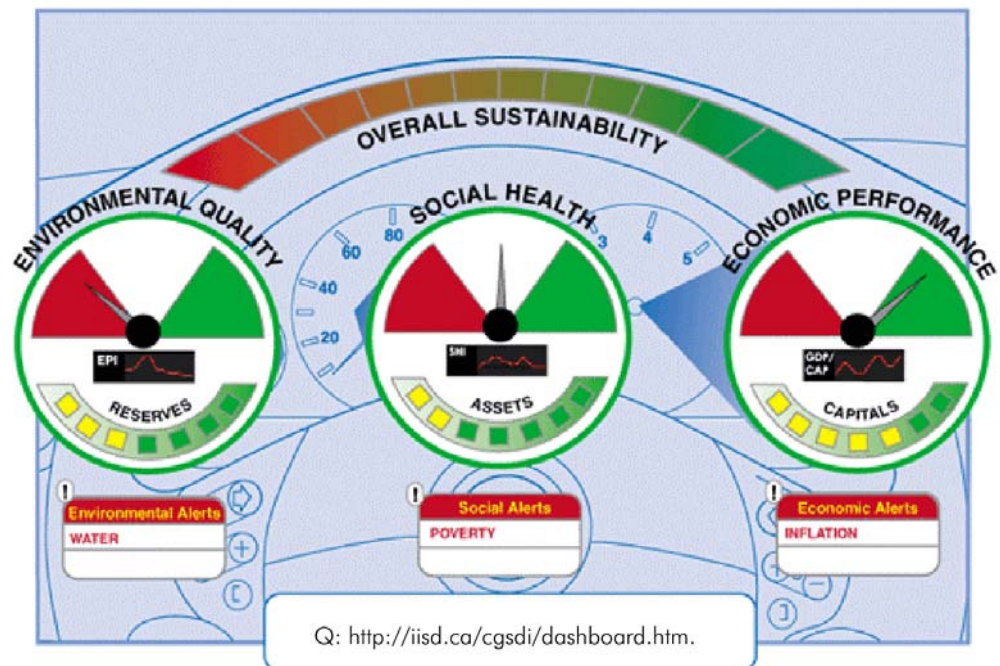 OVERALL SUSTAINABILITY
ENVIRONMENTAL QUALITY
SOCIAL HEALTH
ECONOMIC PERFORMANCE
20
40
60
80
3
4
5
EPI
RESERVES
SHI
ASSETS
GDP/
CAP
CAPITALS
!
Environmental Alerts
WATER
!
Social Alerts
POVERTY
!
Economic Alerts
INFLATION
Q: http://iisd.ca/cgsdi/dashboard.htm.